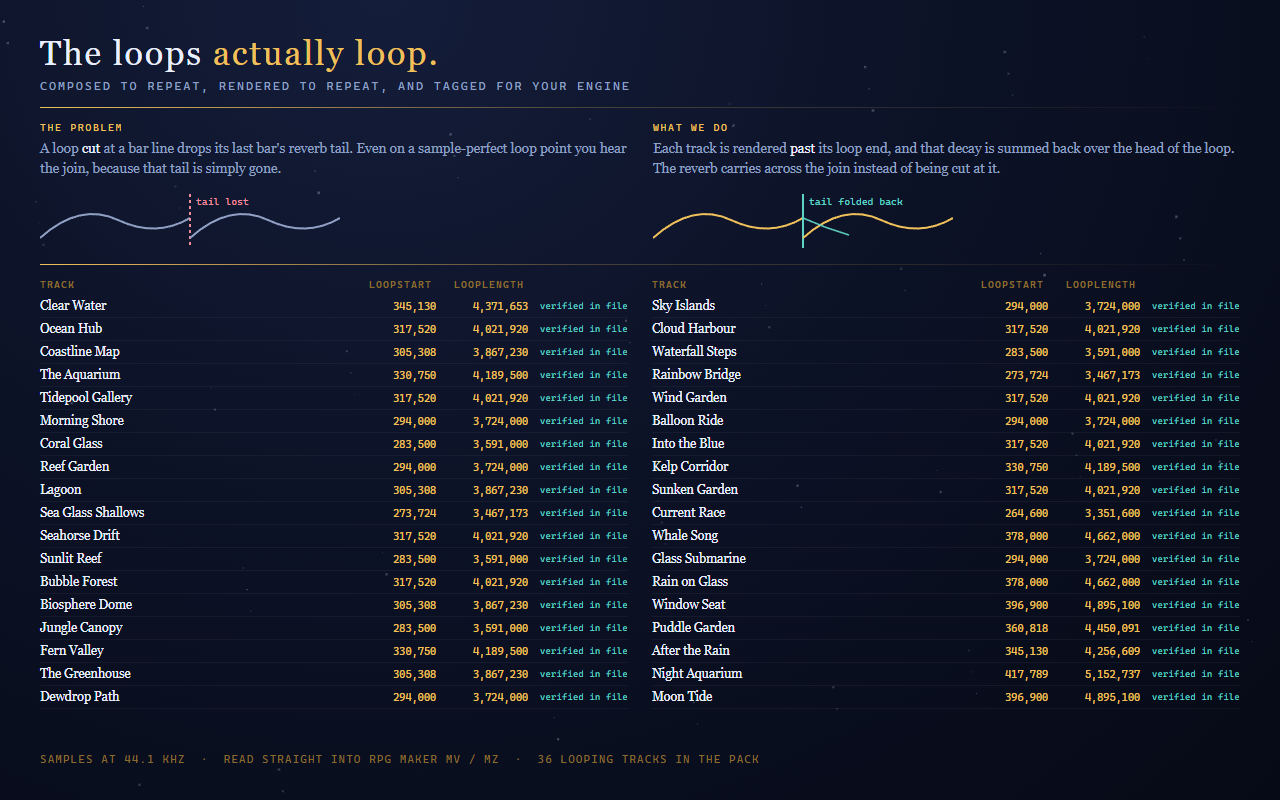 The loops actually loop.
COMPOSED TO REPEAT, RENDERED TO REPEAT, AND TAGGED FOR YOUR ENGINE
THE PROBLEM
A loop cut at a bar line drops its last bar's reverb tail. Even on a sample-perfect loop point you hear
the join, because that tail is simply gone.
tail lost
WHAT WE DO
Each track is rendered past its loop end, and that decay is summed back over the head of the loop.
The reverb carries across the join instead of being cut at it.
tail folded back
TRACK LOOPSTART LOOPLENGTH
Clear Water 345,130 4,371,653 verified in file
Ocean Hub 317,520 4,021,920 verified in file
Coastline Map 305,308 3,867,230 verified in file
The Aquarium 330,750 4,189,500 verified in file
Tidepool Gallery 317,520 4,021,920 verified in file
Morning Shore 294,000 3,724,000 verified in file
Coral Glass 283,500 3,591,000 verified in file
Reef Garden 294,000 3,724,000 verified in file
Lagoon 305,308 3,867,230 verified in file
Sea Glass Shallows 273,724 3,467,173 verified in file
Seahorse Drift 317,520 4,021,920 verified in file
Sunlit Reef 283,500 3,591,000 verified in file
Bubble Forest 317,520 4,021,920 verified in file
Biosphere Dome 305,308 3,867,230 verified in file
Jungle Canopy 283,500 3,591,000 verified in file
Fern Valley 330,750 4,189,500 verified in file
The Greenhouse 305,308 3,867,230 verified in file
Dewdrop Path 294,000 3,724,000 verified in file
TRACK LOOPSTART LOOPLENGTH
Sky Islands 294,000 3,724,000 verified in file
Cloud Harbour 317,520 4,021,920 verified in file
Waterfall Steps 283,500 3,591,000 verified in file
Rainbow Bridge 273,724 3,467,173 verified in file
Wind Garden 317,520 4,021,920 verified in file
Balloon Ride 294,000 3,724,000 verified in file
Into the Blue 317,520 4,021,920 verified in file
Kelp Corridor 330,750 4,189,500 verified in file
Sunken Garden 317,520 4,021,920 verified in file
Current Race 264,600 3,351,600 verified in file
Whale Song 378,000 4,662,000 verified in file
Glass Submarine 294,000 3,724,000 verified in file
Rain on Glass 378,000 4,662,000 verified in file
Window Seat 396,900 4,895,100 verified in file
Puddle Garden 360,818 4,450,091 verified in file
After the Rain 345,130 4,256,609 verified in file
Night Aquarium 417,789 5,152,737 verified in file
Moon Tide 396,900 4,895,100 verified in file
SAMPLES AT 44.1 KHZ · READ STRAIGHT INTO RPG MAKER MV / MZ · 36 LOOPING TRACKS IN THE PACK